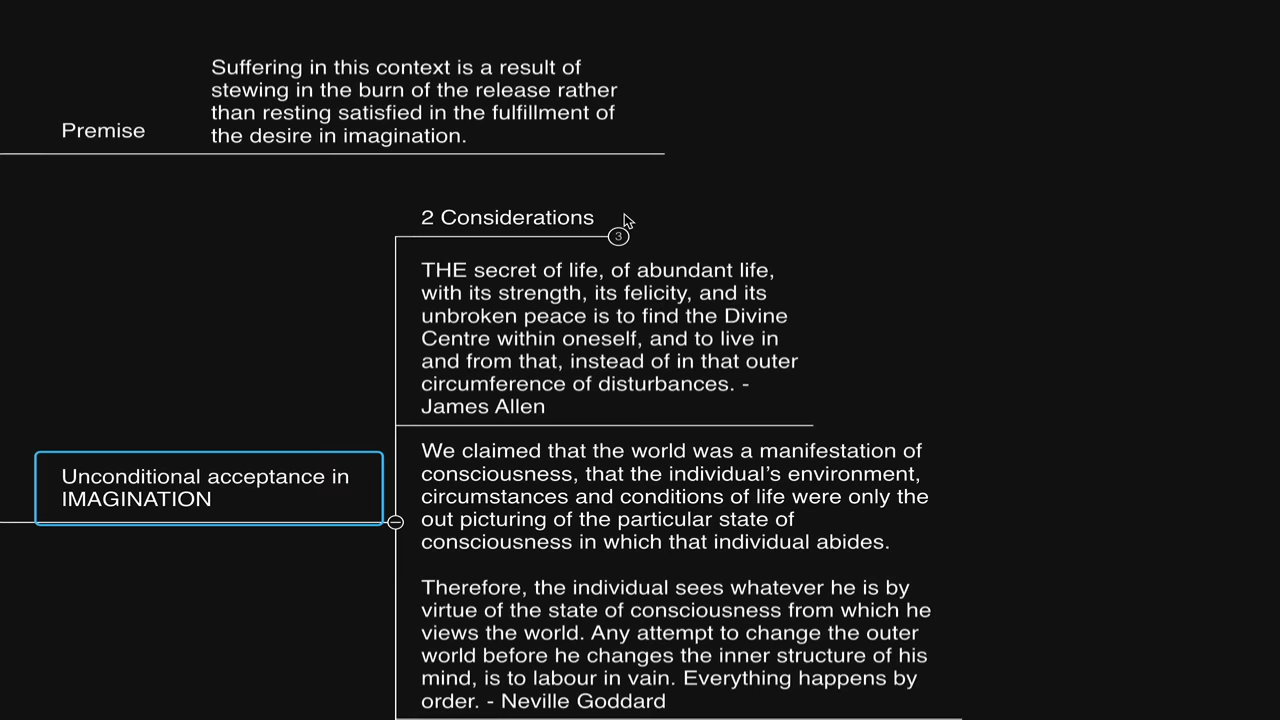 Suffering in this context is a result of
stewing in the burn of the release rather
than resting satisfied in the fulfillment of
the desire in imagination.
Premise
2 Considerations
3
THE secret of life, of abundant life,
with its strength, its felicity, and its
unbroken peace is to find the Divine
Centre within oneself, and to live in
and from that, instead of in that outer
circumference of disturbances. -
James Allen
Unconditional acceptance in
IMAGINATION
We claimed that the world was a manifestation of
consciousness, that the individual’s environment,
circumstances and conditions of life were only the
out picturing of the particular state of
consciousness in which that individual abides.
Therefore, the individual sees whatever he is by
virtue of the state of consciousness from which he
views the world. Any attempt to change the outer
world before he changes the inner structure of his
mind, is to labour in vain. Everything happens by
order. - Neville Goddard